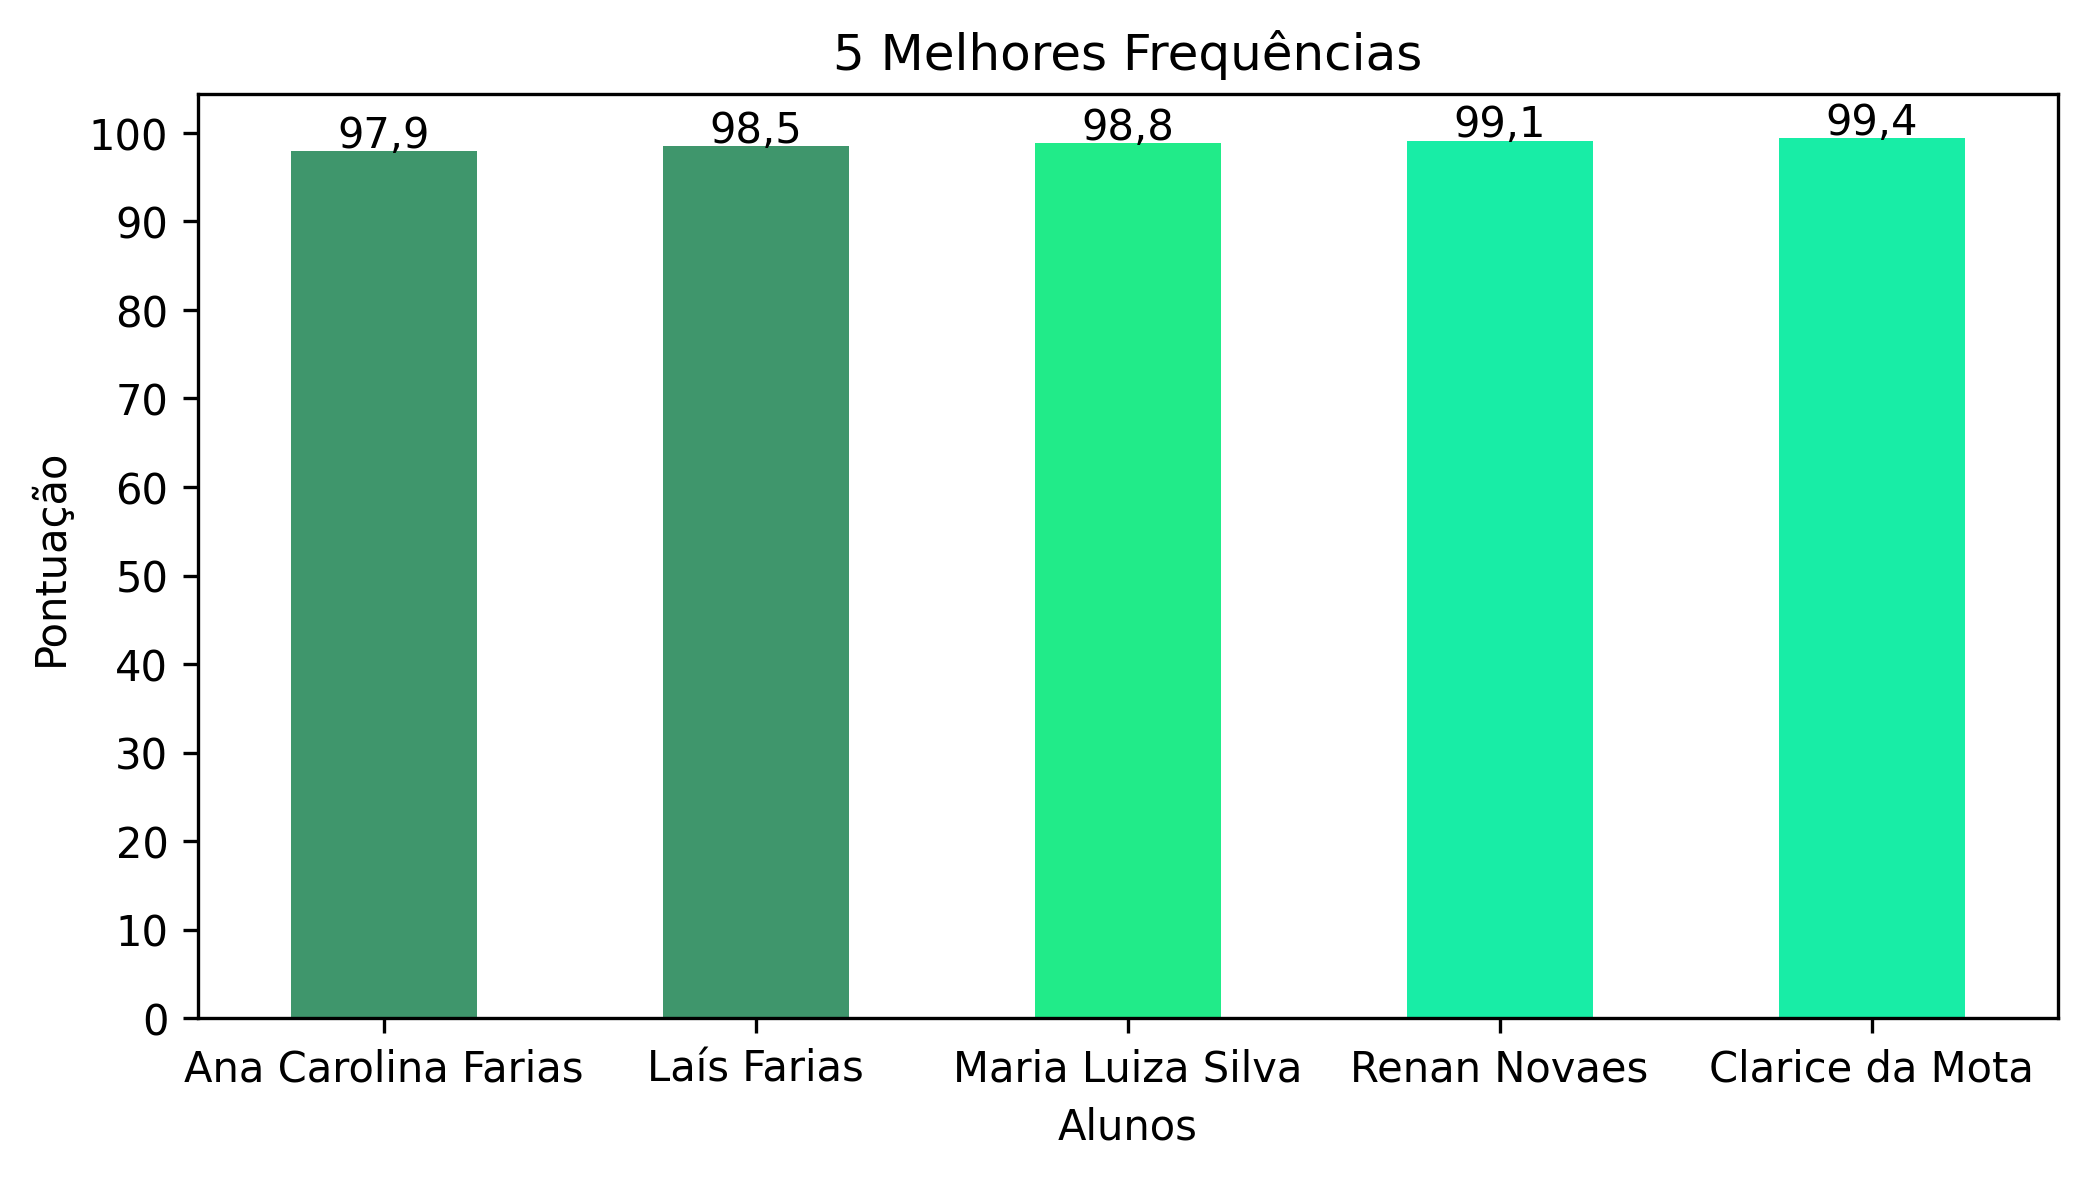 5 Melhores Frequências
97,9
98,5
98,8
99,1
99,4
100
90
80
70
60
50
40
30
20
10
0
Pontuação
Ana Carolina Farias
Laís Farias
Maria Luiza Silva
Renan Novaes
Clarice da Mota
Alunos